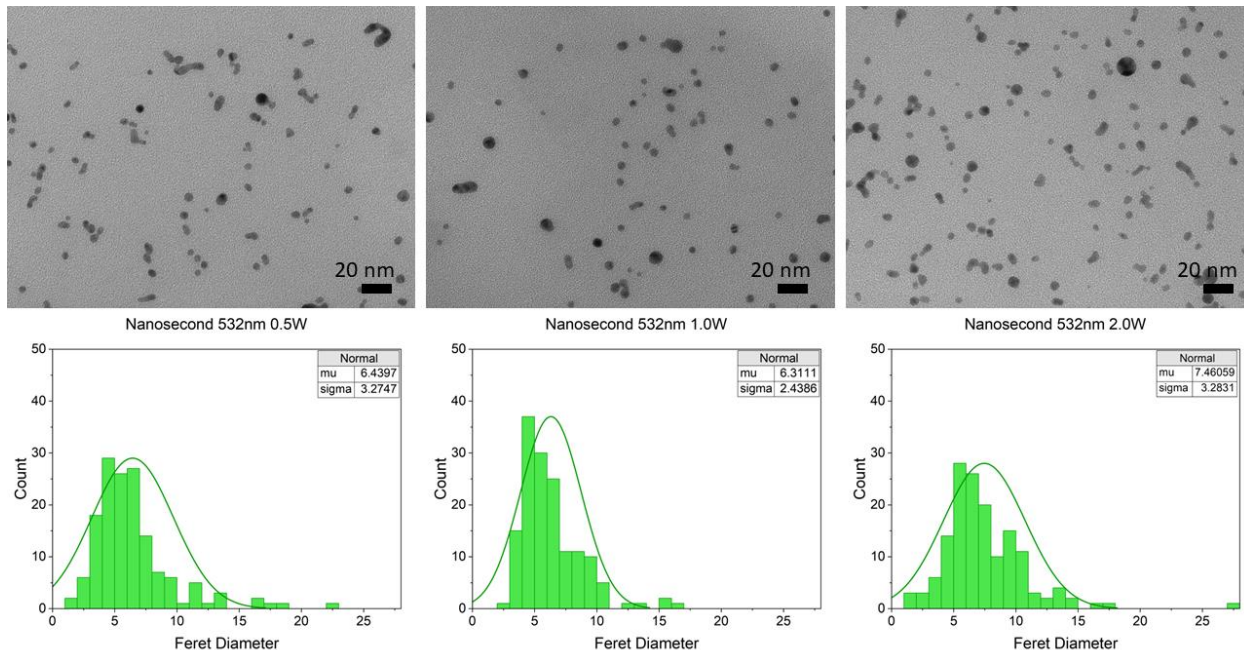 20 nm
20 nm
20 nm
Nanosecond 532nm 0.5W
Nanosecond 532nm 1.0W
Nanosecond 532nm 2.0W
50
40
30
20
10
0
Count
Normal
mu 6.4397
sigma 3.2747
0 5 10 15 20 25
Feret Diameter
50
40
30
20
10
0
Count
Normal
mu 6.3111
sigma 2.4386
0 5 10 15 20 25
Feret Diameter
50
40
30
20
10
0
Count
Normal
mu 7.46059
sigma 3.2831
0 5 10 15 20 25
Feret Diameter